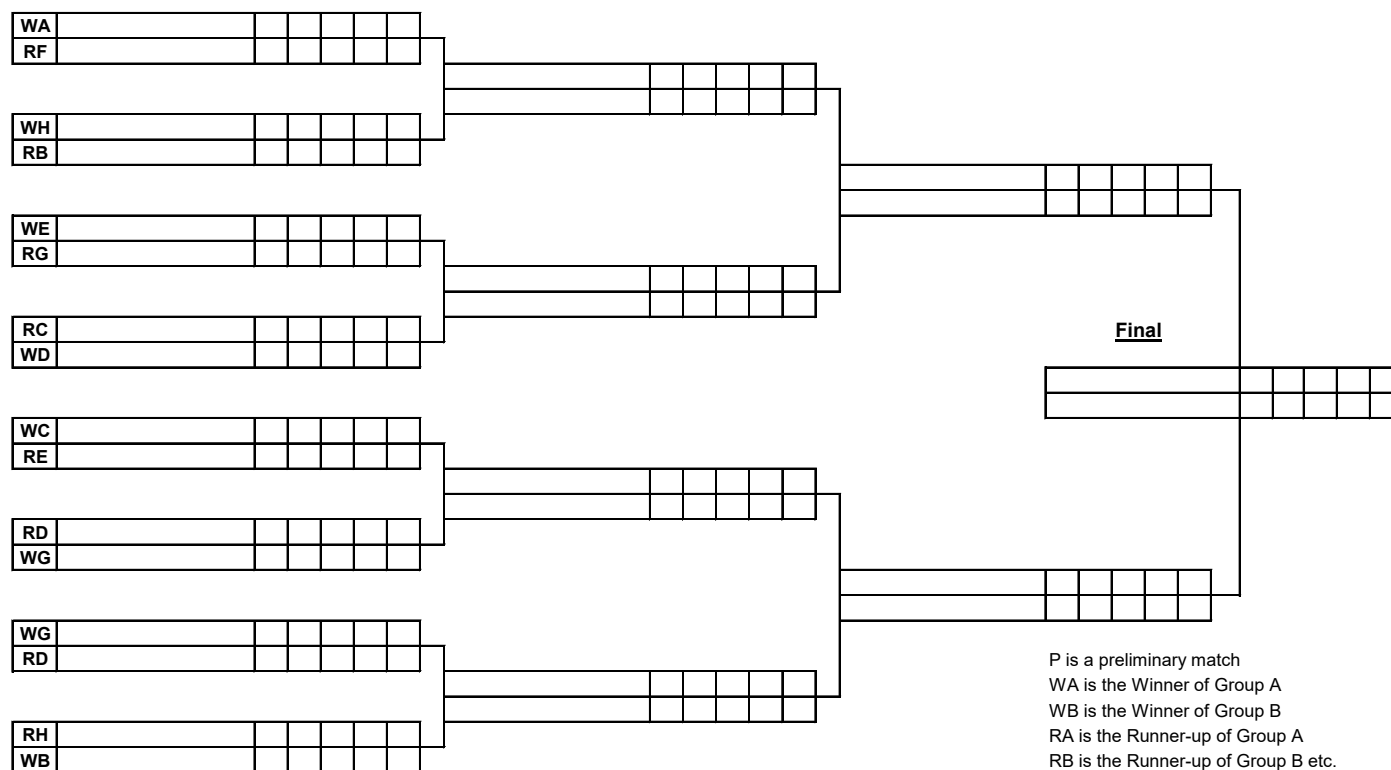 WA
RF
WH
RB
WE
RG
RC
WD
Final
WC
RE
RD
WG
WG
RD
RH
WB
P is a preliminary match
WA is the Winner of Group A
WB is the Winner of Group B
RA is the Runner-up of Group A
RB is the Runner-up of Group B etc.